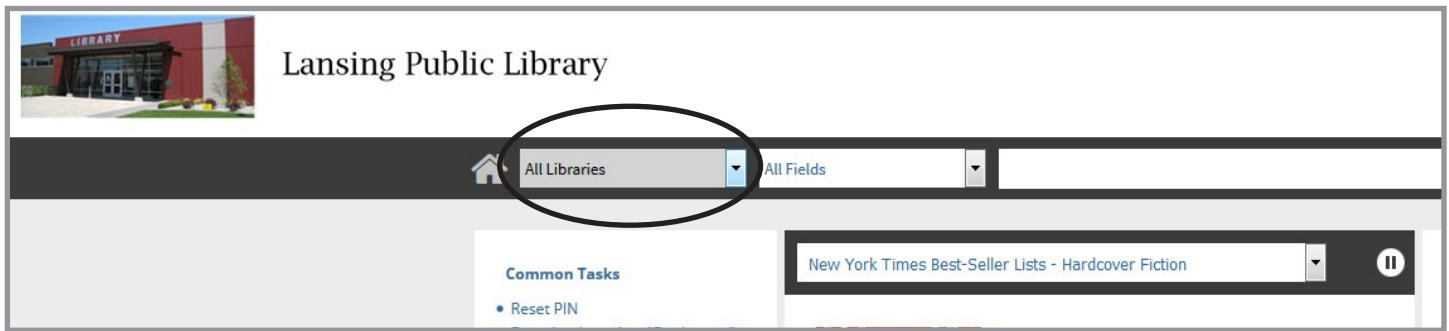 LIBRARY
Lansing Public Library
All Libraries
All Fields
New York Times Best-Seller Lists - Hardcover Fiction
Common Tasks
Reset PIN